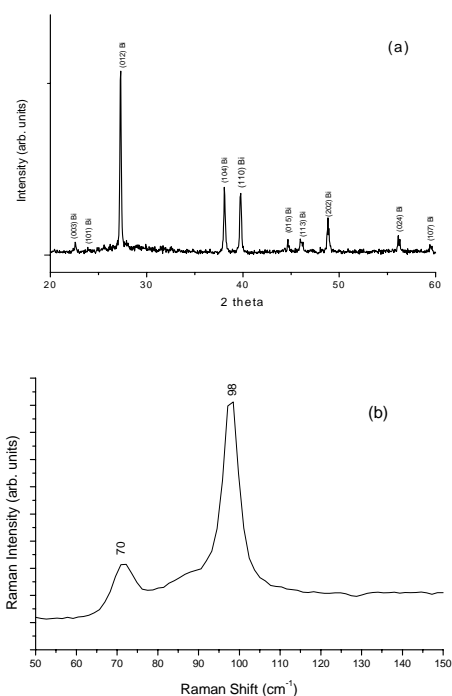 (a)
Intensity (arb. units)
(003) Bi
(101) Bi
(012) Bi
(104) Bi
(110) Bi
(015) Bi
(113) Bi
(202) Bi
(024) Bi
(107) Bi
20 30 40 50 60
2 theta
(b)
Raman Intensity (arb. units)
70
98
50 60 70 80 90 100 110 120 130 140 150
Raman Shift (cm⁻¹)